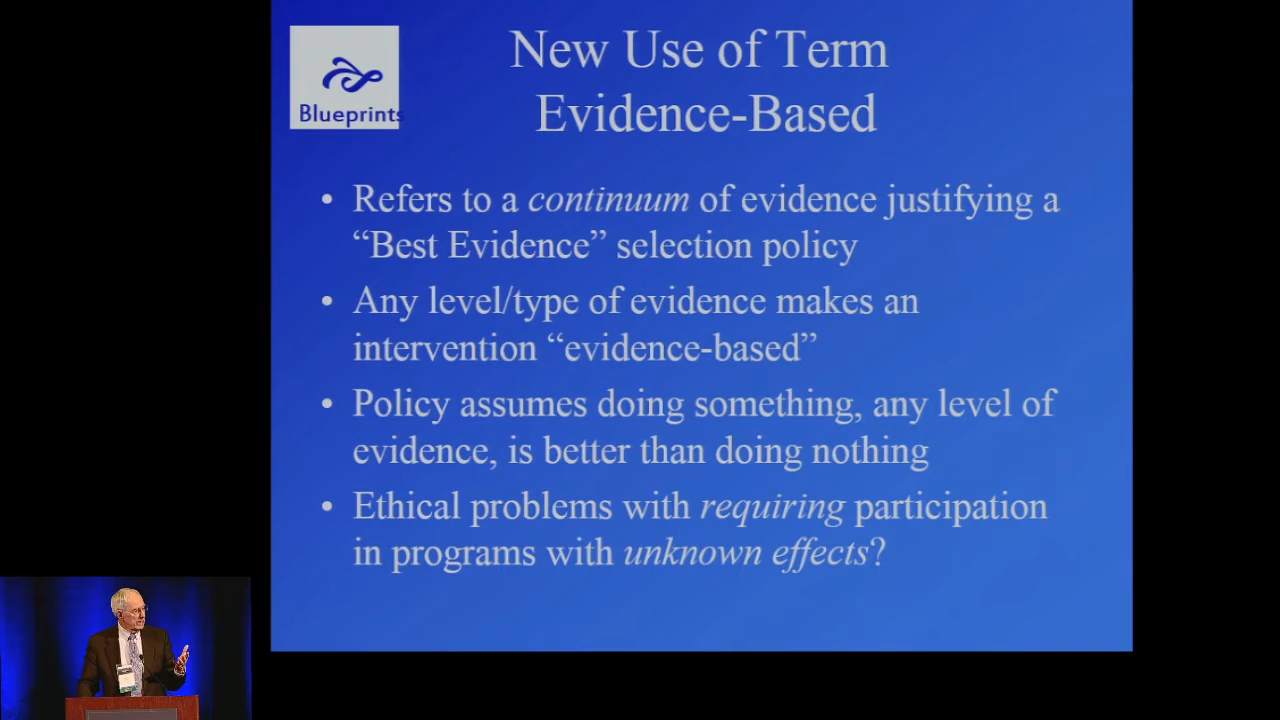 Blueprints
New Use of Term
Evidence-Based
• Refers to a continuum of evidence justifying a
“Best Evidence” selection policy
• Any level/type of evidence makes an
intervention “evidence-based”
• Policy assumes doing something, any level of
evidence, is better than doing nothing
• Ethical problems with requiring participation
in programs with unknown effects?